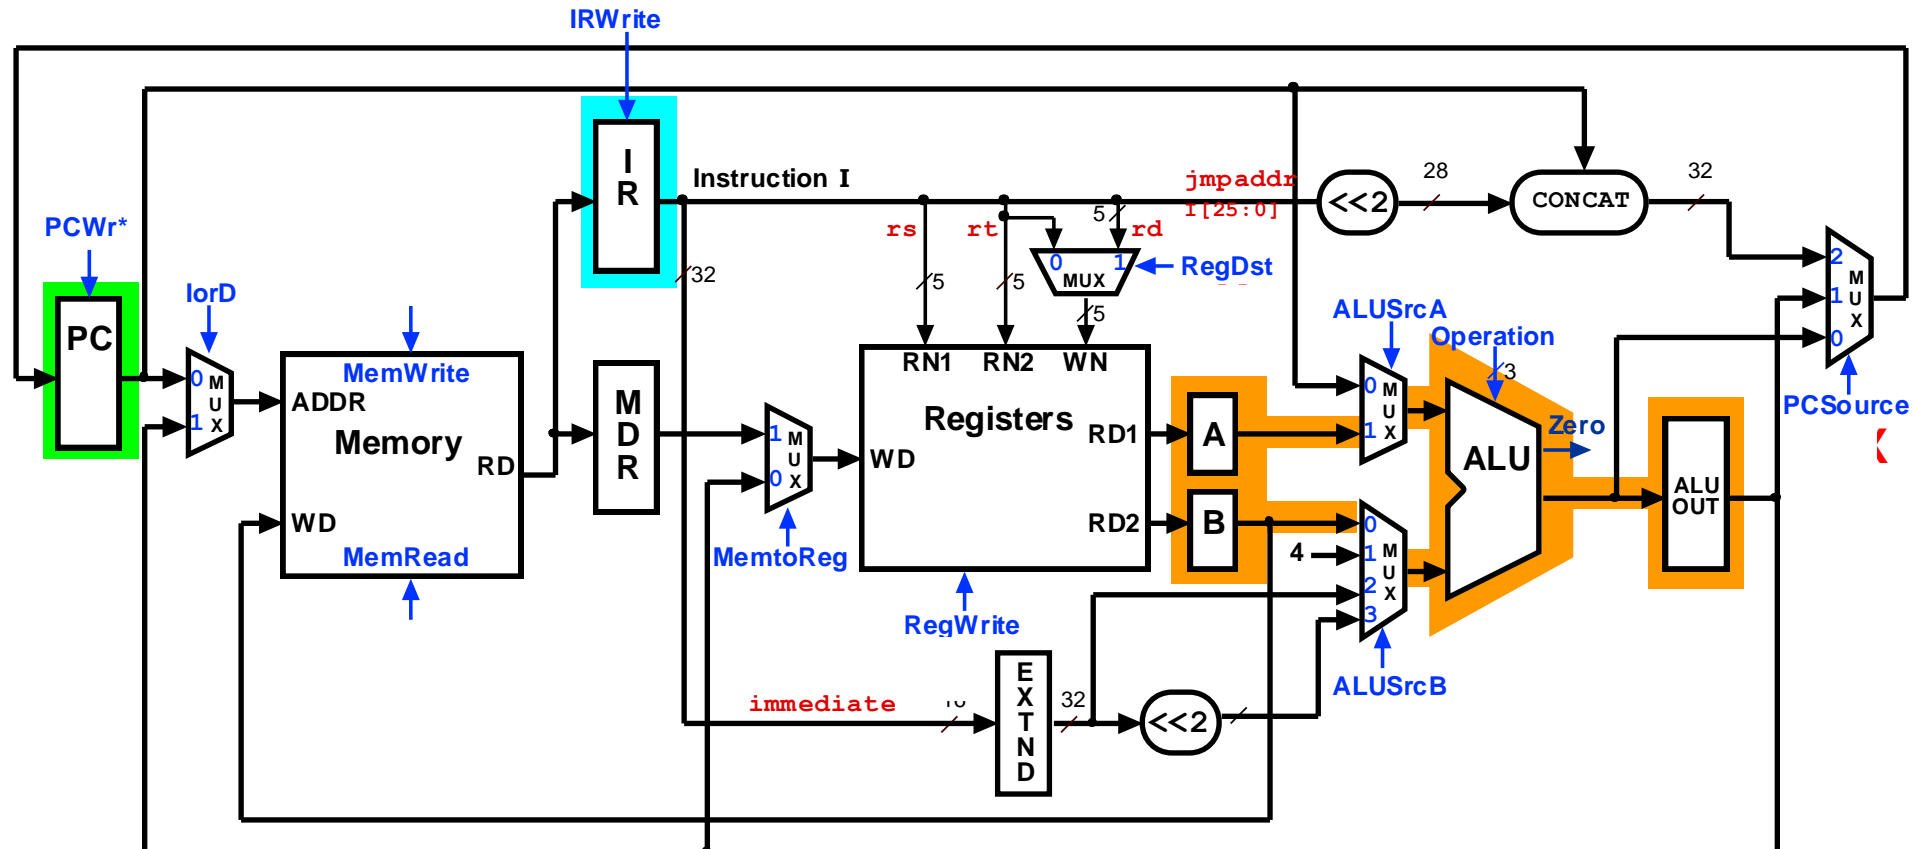 IRWrite
I
R
Instruction I
jmpaddr
I[25:0]
<<2
28
CONCAT
32
rs
rt
rd
5
0
1
MUX
RegDst
PCWr*
PC
IorD
0
1
M
U
X
32
5
5
5
2
1
0
M
U
X
PCSource
MemWrite
ADDR
Memory
RD
WD
MemRead
M
D
R
1
0
M
U
X
MemtoReg
RN1
RN2
WN
Registers
RD1
RD2
WD
RegWrite
A
B
4
ALUSrcA
0
1
M
U
X
0
1
2
3
M
U
X
ALUSrcB
Operation
3
ALU
Zero
ALU
OUT
immediate
E
X
T
N
D
32
<<2